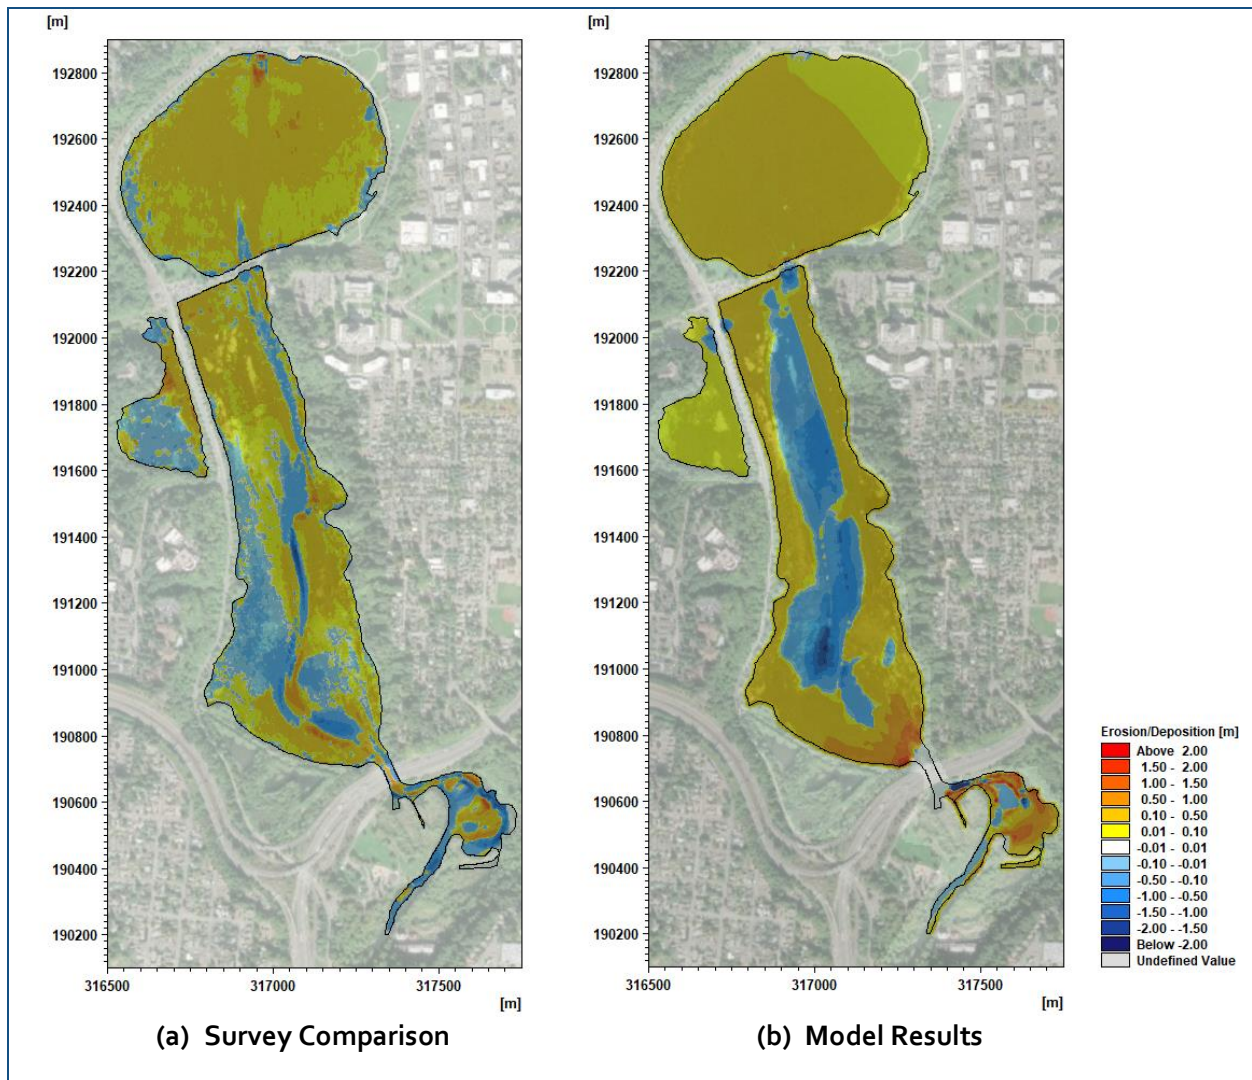 [m]
192800
192600
192400
192200
192000
191800
191600
191400
191200
191000
190800
190600
190400
190200
316500 317000 317500
[m]
(a) Survey Comparison
[m]
192800
192600
192400
192200
192000
191800
191600
191400
191200
191000
190800
190600
190400
190200
316500 317000 317500
[m]
(b) Model Results
Erosion/Deposition [m]
Above 2.00
1.50 - 2.00
1.00 - 1.50
0.50 - 1.00
0.10 - 0.50
0.01 - 0.10
-0.01 - 0.01
-0.10 - -0.01
-0.50 - -0.10
-1.00 - -0.50
-1.50 - -1.00
-2.00 - -1.50
Below -2.00
Undefined Value